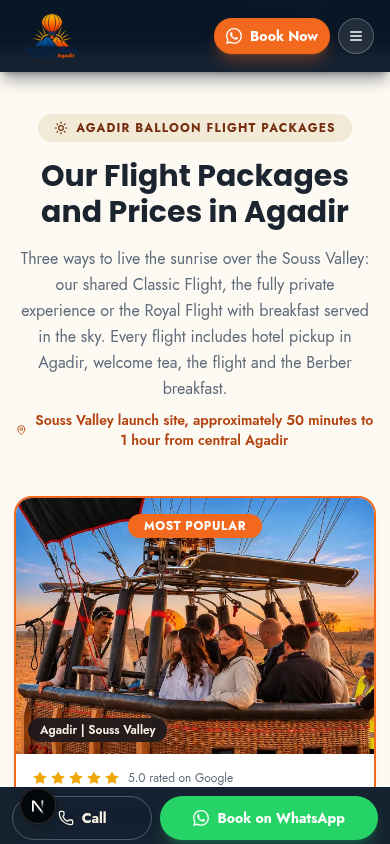 Agadir
Book Now
AGADIR BALLOON FLIGHT PACKAGES
Our Flight Packages
and Prices in Agadir
Three ways to live the sunrise over the Souss Valley:
our shared Classic Flight, the fully private
experience or the Royal Flight with breakfast served
in the sky. Every flight includes hotel pickup in
Agadir, welcome tea, the flight and the Berber
breakfast.
Souss Valley launch site, approximately 50 minutes to
1 hour from central Agadir
MOST POPULAR
Agadir | Souss Valley
5.0 rated on Google
N
Call
Book on WhatsApp